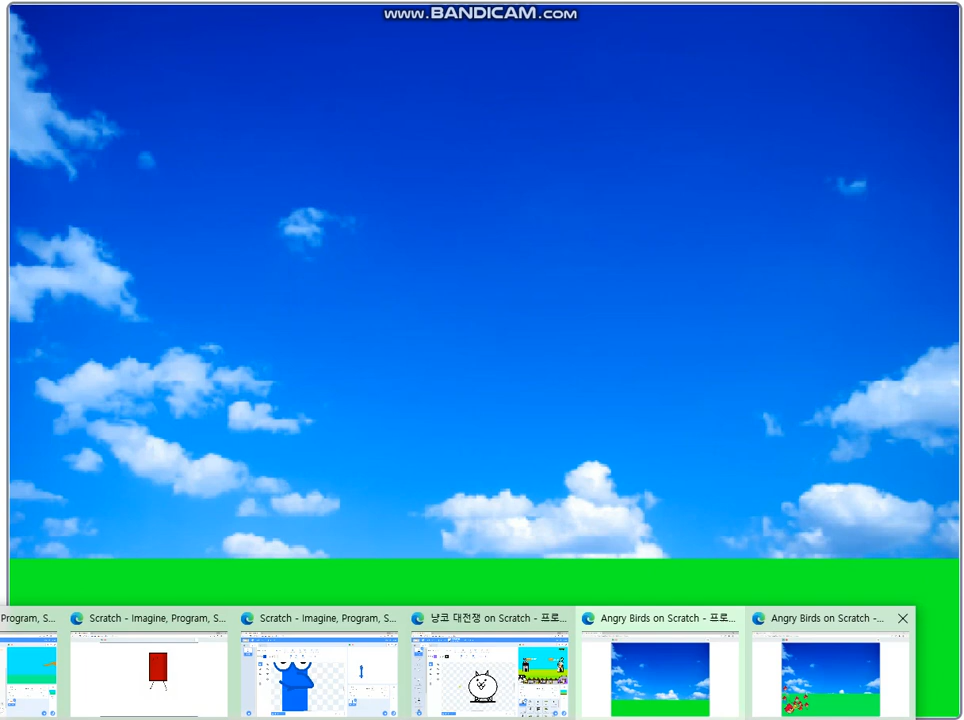 www.BANDICAM.com
Program, S...
Scratch - Imagine, Program, S...
Scratch - Imagine, Program, S...
냥코 대전쟁 on Scratch - 프로...
Angry Birds on Scratch - 프로...
Angry Birds on Scratch -...